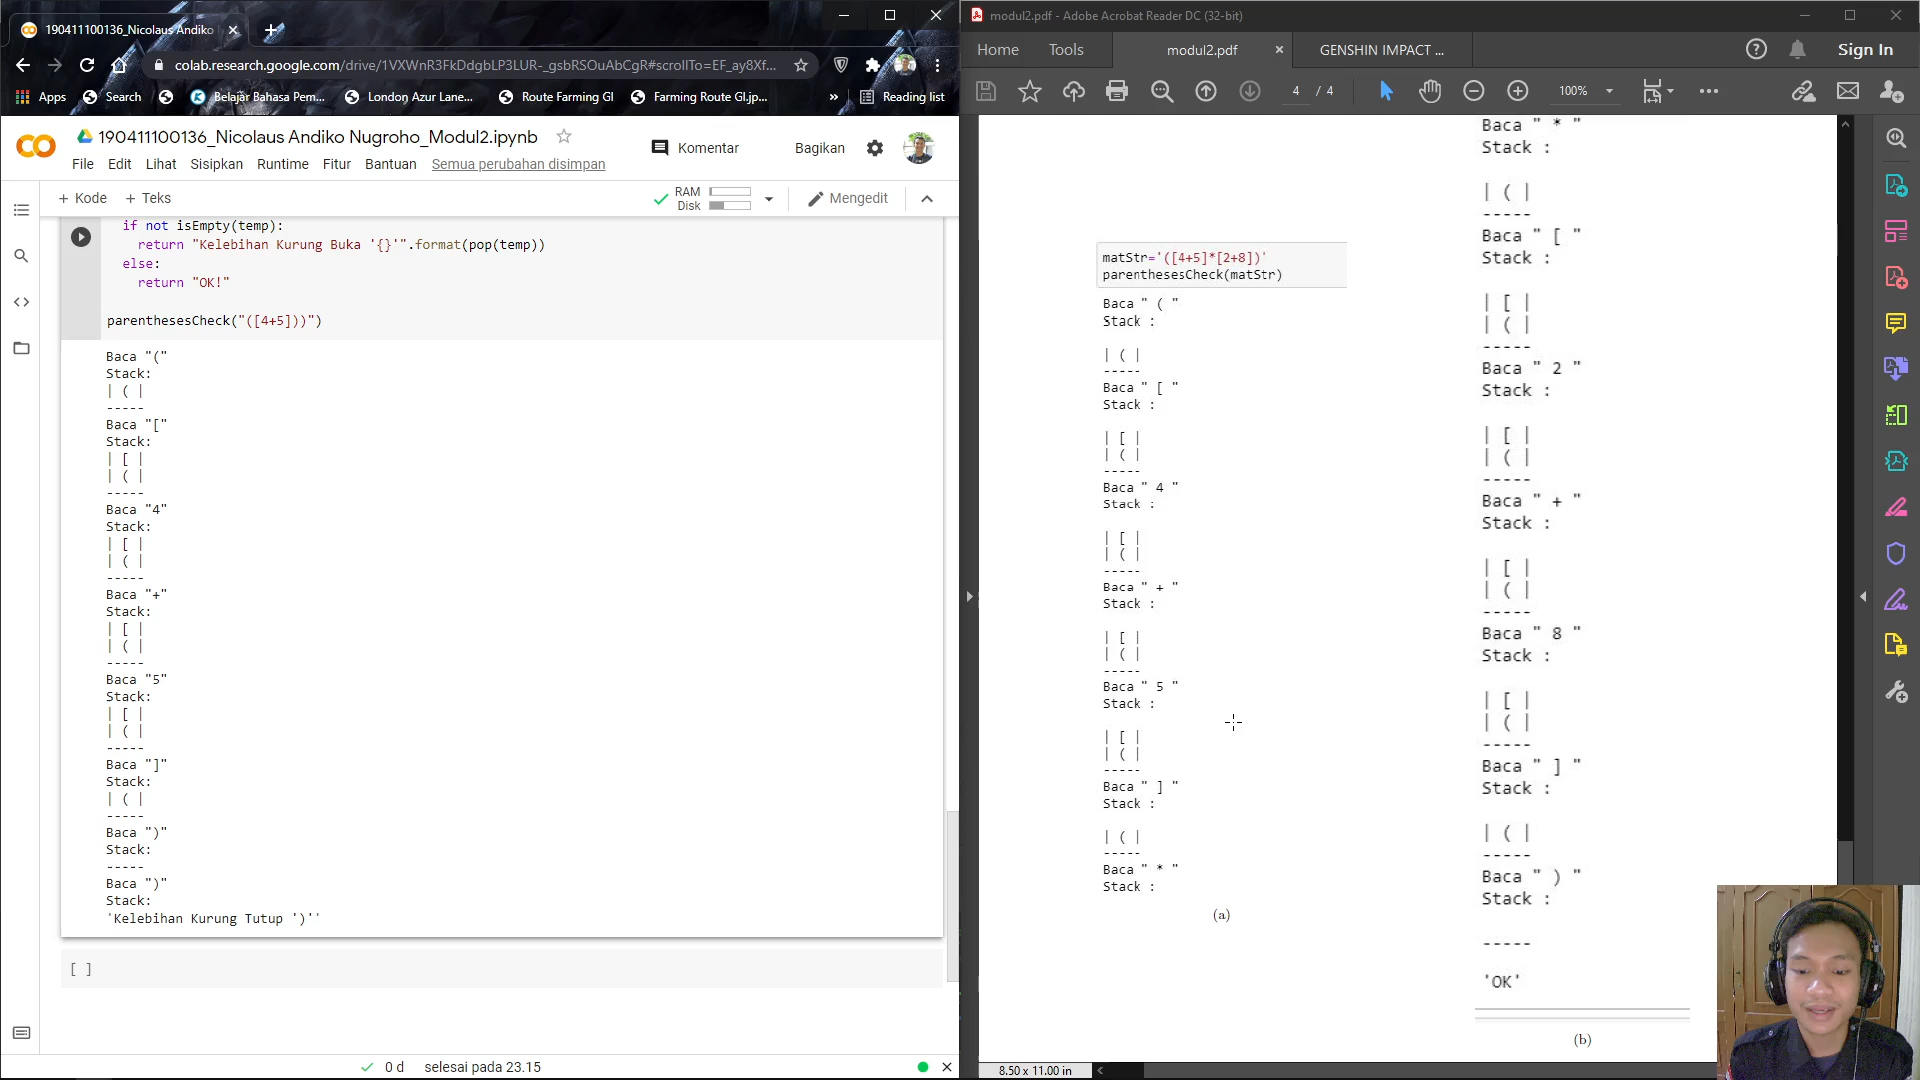 190411100136_Nicolaus Andiko
colab.research.google.com/drive/1VXWnR3FkDdgbLP3LUR-_gsbRSOuAbCgR#scrollTo=EF_ay8Xf...
Apps
Search
Belajar Bahasa Pem...
London Azur Lane...
Route Farming GI
Farming Route GI.jp...
»
Reading list
190411100136_Nicolaus Andiko Nugroho_Modul2.ipynb
Komentar
Bagikan
File Edit Lihat Sisipkan Runtime Fitur Bantuan Semua perubahan disimpan
+ Kode + Teks
RAM
Disk
Mengedit
if not isEmpty(temp):
return "Kelebihan Kurung Buka '{}'".format(pop(temp))
else:
return "OK!"
parenthesesCheck("([4+5]))")
Baca "("
Stack:
| ( |
-----
Baca "["
Stack:
| [ |
| ( |
-----
Baca "4"
Stack:
| [ |
| ( |
-----
Baca "+"
Stack:
| [ |
| ( |
-----
Baca "5"
Stack:
| [ |
| ( |
-----
Baca "]"
Stack:
| ( |
-----
Baca ")"
Stack:
-----
Baca ")"
Stack:
'Kelebihan Kurung Tutup ')''
[ ]
0 d selesai pada 23.15
modul2.pdf - Adobe Acrobat Reader DC (32-bit)
Home
Tools
modul2.pdf
GENSHIN IMPACT ...
Sign In
4 / 4
100%
matStr='([4+5]*[2+8])'
parenthesesCheck(matStr)
Baca " ( "
Stack :
| ( |
-----
Baca " [ "
Stack :
| [ |
| ( |
-----
Baca " 4 "
Stack :
| [ |
| ( |
-----
Baca " + "
Stack :
| [ |
| ( |
-----
Baca " 5 "
Stack :
| [ |
| ( |
-----
Baca " ] "
Stack :
| ( |
-----
Baca " * "
Stack :
(a)
Baca " * "
Stack :
| ( |
-----
Baca " [ "
Stack :
| [ |
| ( |
-----
Baca " 2 "
Stack :
| [ |
| ( |
-----
Baca " + "
Stack :
| [ |
| ( |
-----
Baca " 8 "
Stack :
| [ |
| ( |
-----
Baca " ] "
Stack :
| ( |
-----
Baca " ) "
Stack :
-----
'OK'
(b)
8.50 x 11.00 in